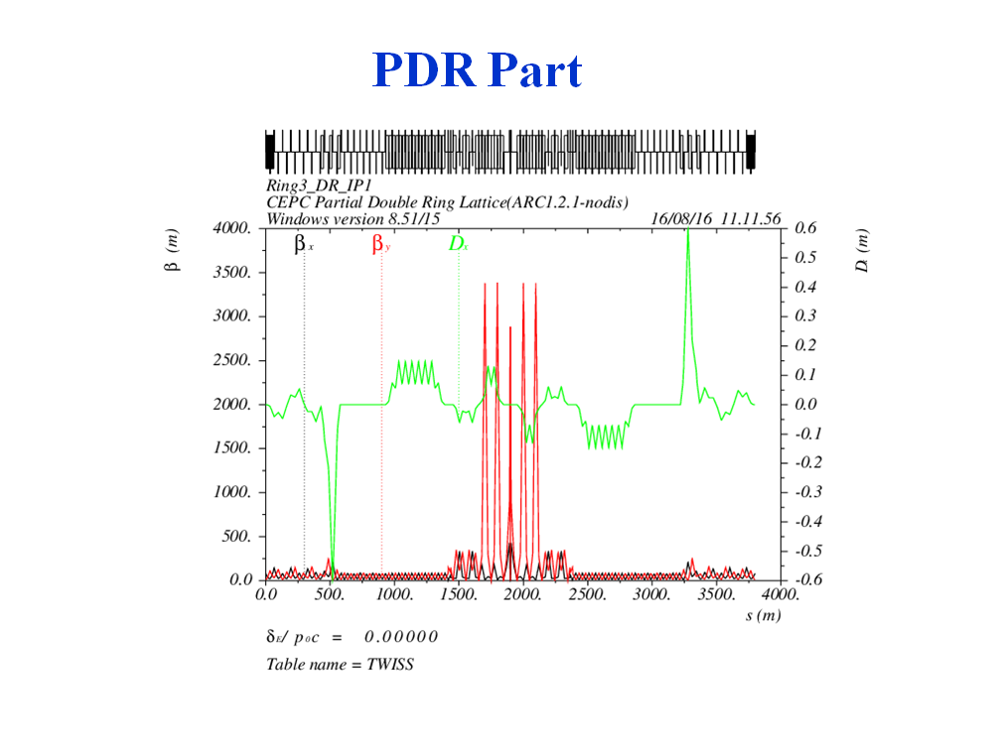 PDR Part
Ring3_DR_IP1
CEPC Partial Double Ring Lattice(ARC1.2.1-nodis)
Windows version 8.51/15 16/08/16 11.11.56
4000. βx βy Dx 0.6
β (m) Dx (m)
0.5
3500.
0.4
3000. 0.3
0.2
2500.
0.1
2000. 0.0
-0.1
1500.
-0.2
1000. -0.3
-0.4
500.
-0.5
0.0 -0.6
0.0 500. 1000. 1500. 2000. 2500. 3000. 3500. 4000.
s (m)
δE/ p0c = 0.00000
Table name = TWISS